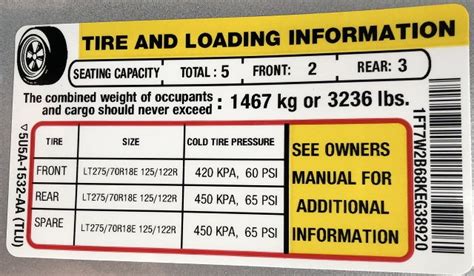 TIRE AND LOADING INFORMATION
SEATING CAPACITY TOTAL : 5 FRONT: 2 REAR: 3
The combined weight of occupants
and cargo should never exceed : 1467 kg or 3236 lbs.
TIRE SIZE COLD TIRE PRESSURE
FRONT LT275/70R18E 125/122R 420 KPA, 60 PSI
REAR LT275/70R18E 125/122R 450 KPA, 65 PSI
SPARE LT275/70R18E 125/122R 450 KPA, 65 PSI
SEE OWNERS
MANUAL FOR
ADDITIONAL
INFORMATION
▽5U5A-1532-AA (TLU)
1FT7W2B68KEG38920